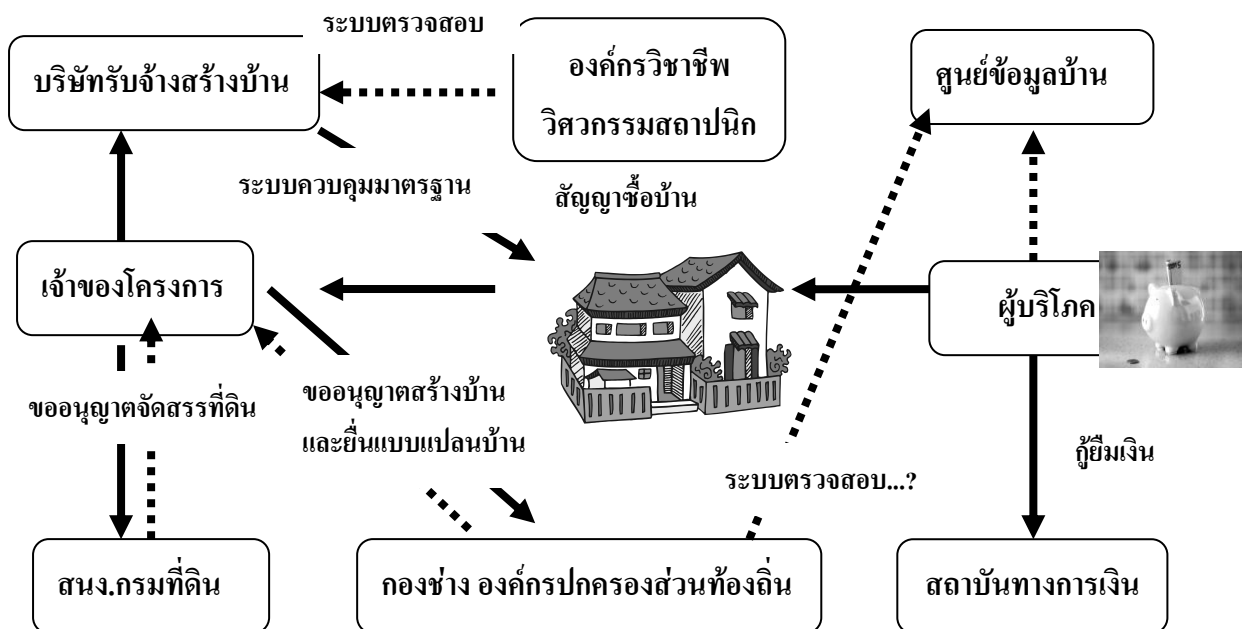 ระบบตรวจสอบ
บริษัทรับจ้างสร้างบ้าน
องค์กรวิชาชีพ
วิศวกรรมสถาปนิก
ศูนย์ข้อมูลบ้าน
ระบบควบคุมมาตรฐาน
สัญญาซื้อบ้าน
เจ้าของโครงการ
ผู้บริโภค
ขออนุญาตจัดสรรที่ดิน
ขออนุญาตสร้างบ้าน
และยื่นแบบแปลนบ้าน
กู้ยืมเงิน
ระบบตรวจสอบ...?
สนง.กรมที่ดิน
กองช่าง องค์กรปกครองส่วนท้องถิ่น
สถาบันทางการเงิน